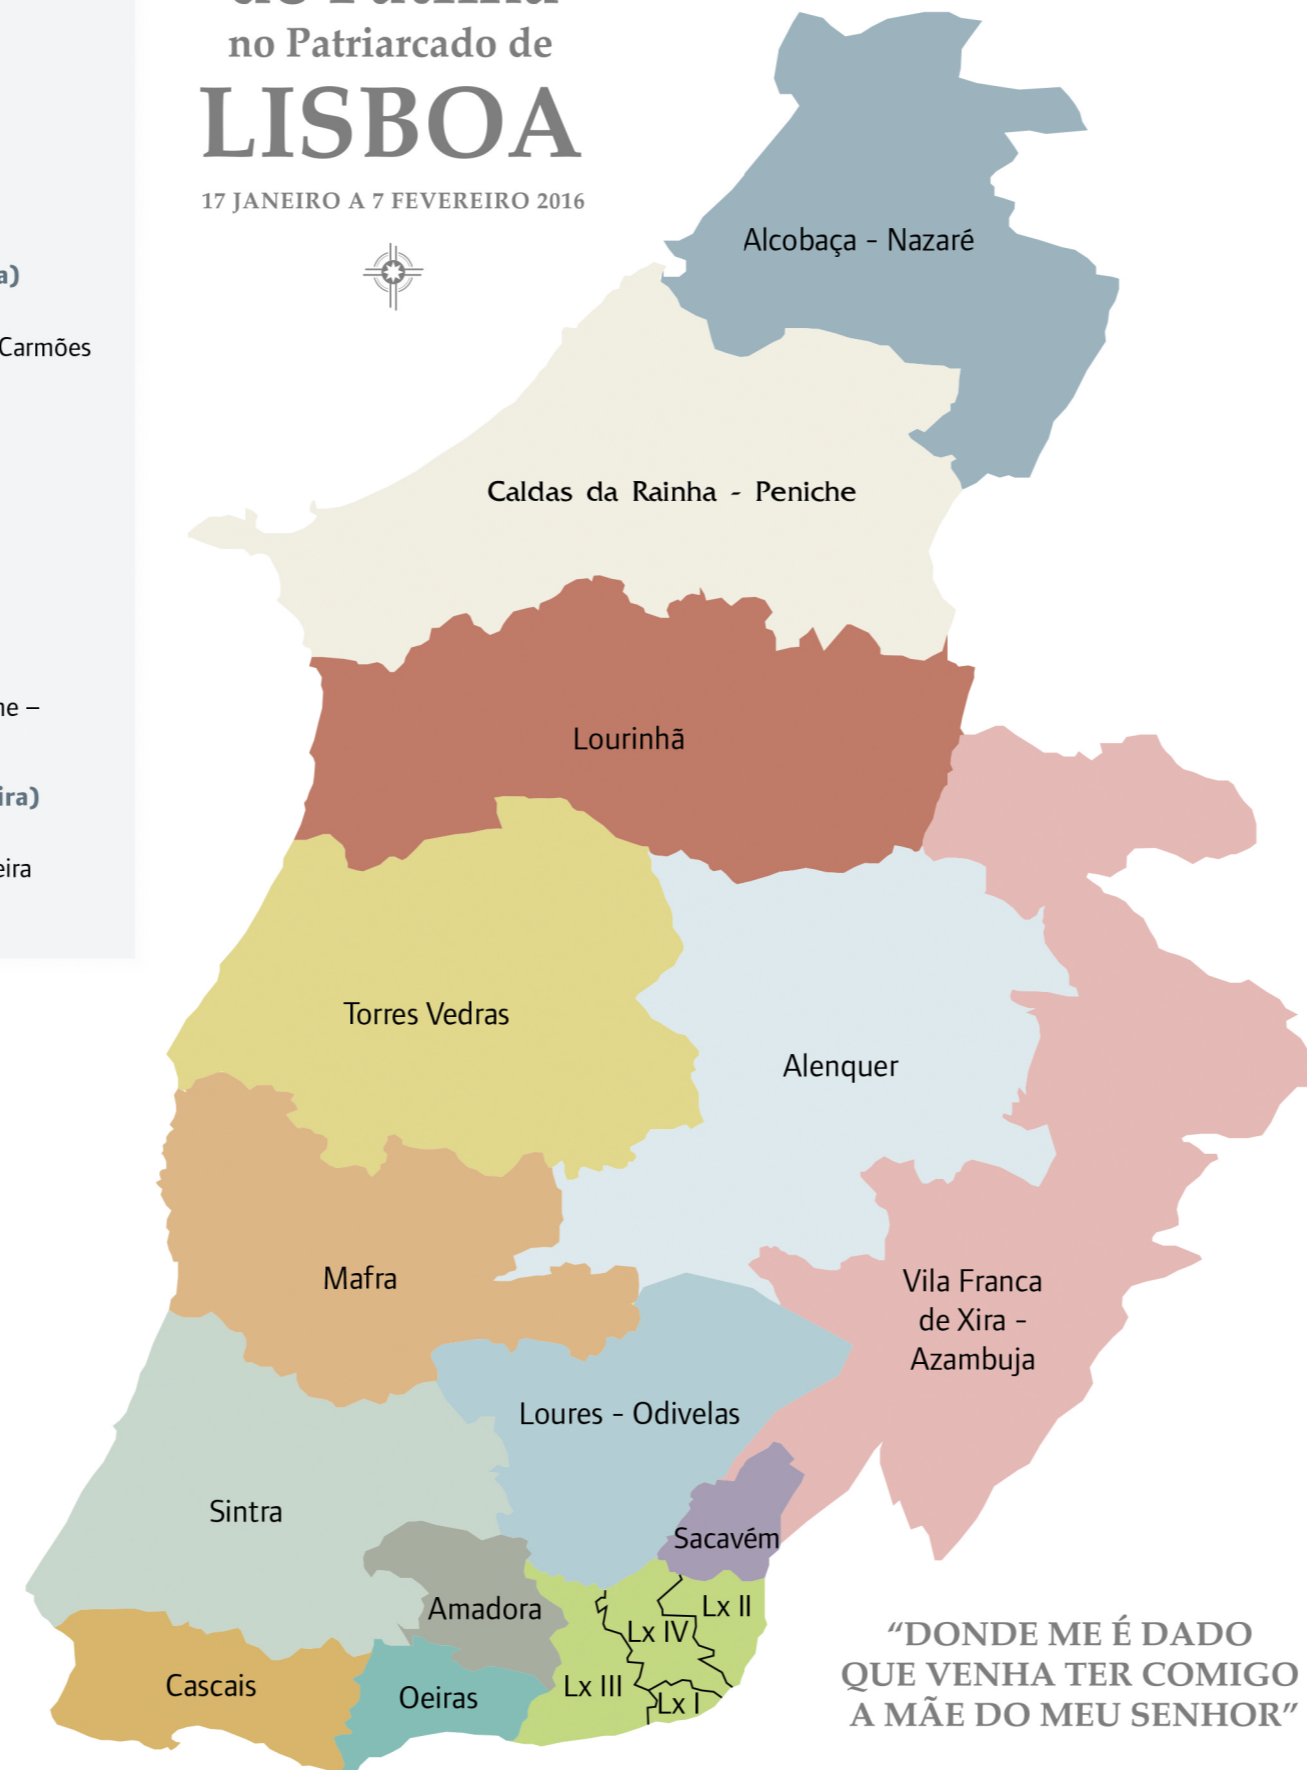 no Patriarcado de
LISBOA
17 JANEIRO A 7 FEVEREIRO 2016
a)
Carmões
ne –
ira)
eira
Alcobaça - Nazaré
Caldas da Rainha - Peniche
Lourinhã
Torres Vedras
Alenquer
Mafra
Vila Franca
de Xira -
Azambuja
Loures - Odivelas
Sintra
Sacavém
Amadora
Lx II
Lx IV
Cascais
Oeiras
Lx III
Lx I
“DONDE ME É DADO
QUE VENHA TER COMIGO
A MÃE DO MEU SENHOR”